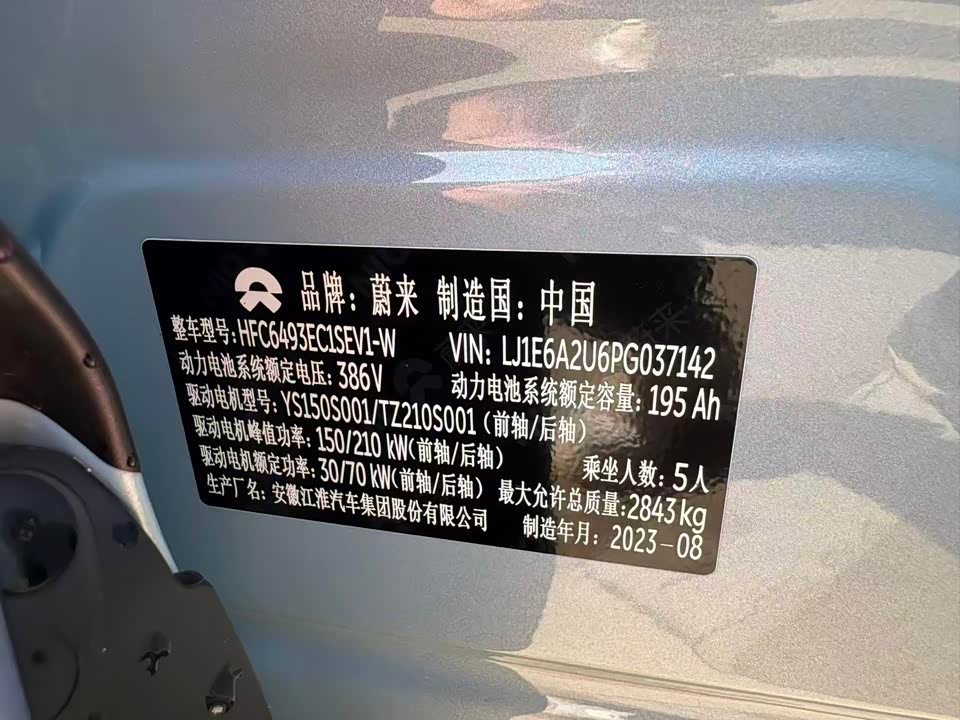 品牌：蔚来 制造国：中国
整车型号：HFC6493EC1SEV1-W VIN：LJ1E6A2U6PG037142
动力电池系统额定电压：386V 动力电池系统额定容量：195 Ah
驱动电机型号：YS150S001/TZ210S001（前轴/后轴）
驱动电机峰值功率：150/210 kW(前轴/后轴) 乘坐人数：5人
驱动电机额定功率：30/70 kW(前轴/后轴) 最大允许总质量：2843kg
生产厂名：安徽江淮汽车集团股份有限公司 制造年月：2023-08